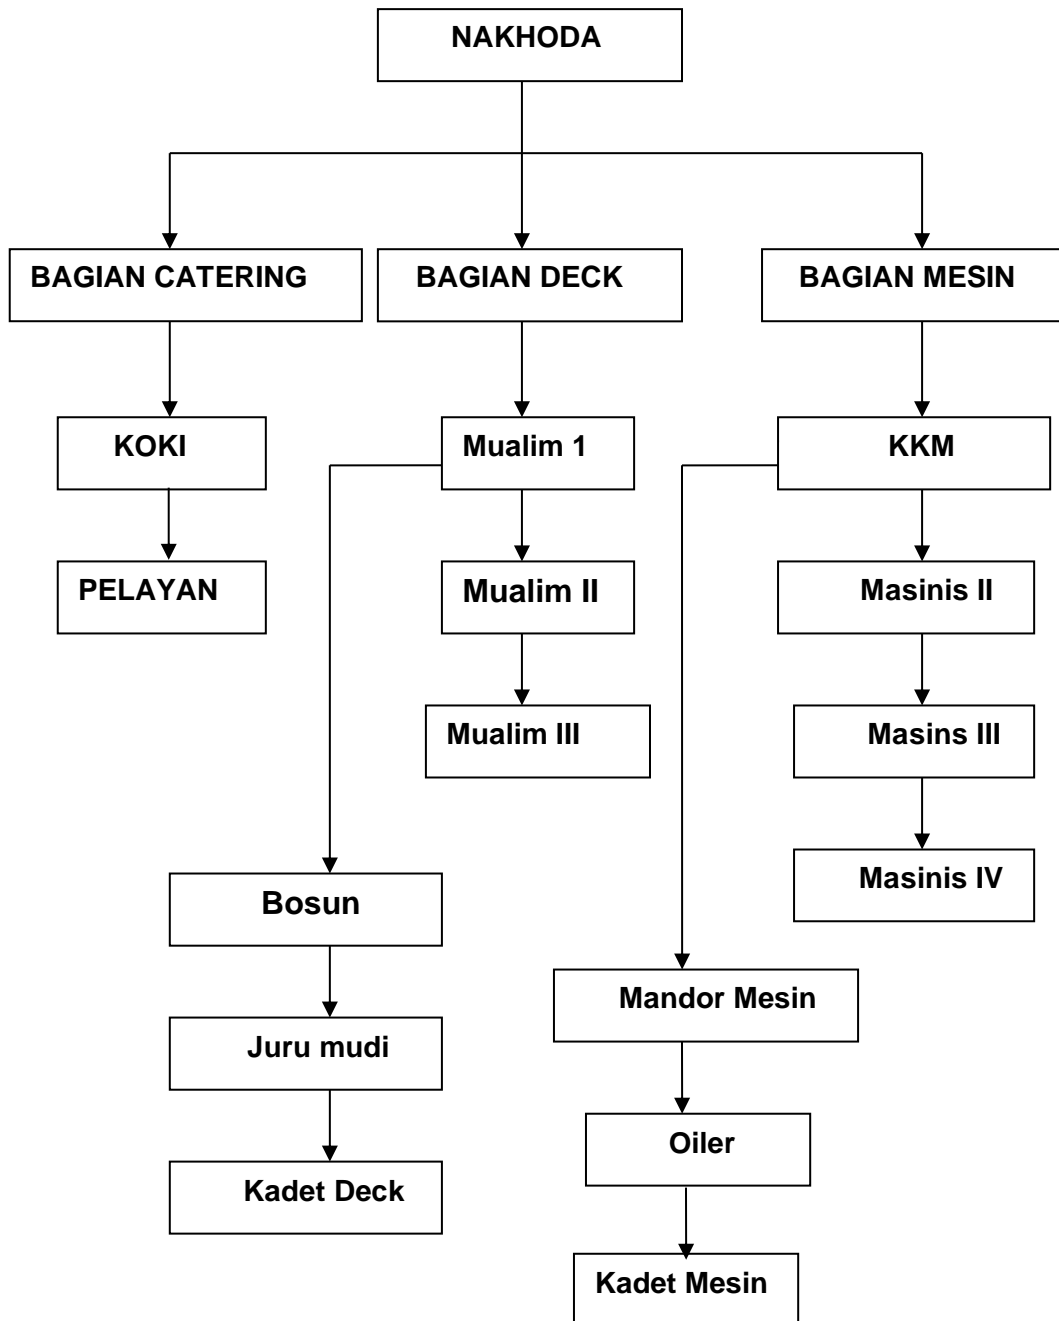 NAKHODA
BAGIAN CATERING
BAGIAN DECK
BAGIAN MESIN
KOKI
Mualim 1
KKM
PELAYAN
Mualim II
Masinis II
Mualim III
Masins III
Bosun
Masinis IV
Mandor Mesin
Juru mudi
Oiler
Kadet Deck
Kadet Mesin